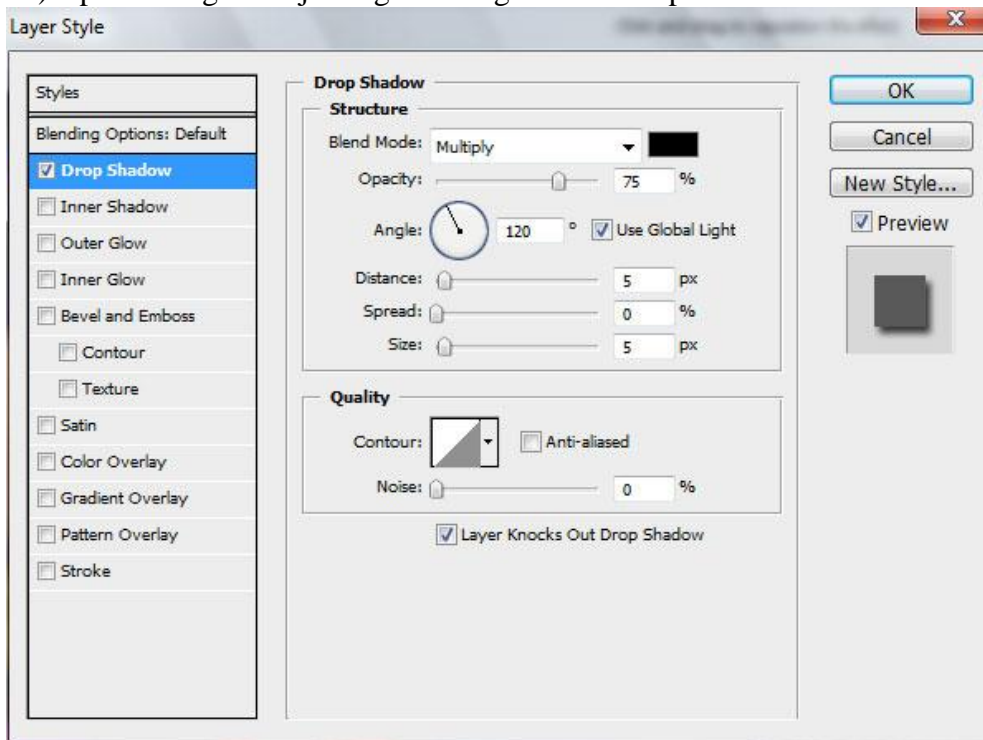 Layer Style
Styles
Blending Options: Default
Drop Shadow
Inner Shadow
Outer Glow
Inner Glow
Bevel and Emboss
Contour
Texture
Satin
Color Overlay
Gradient Overlay
Pattern Overlay
Stroke
Drop Shadow
Structure
Blend Mode: Multiply
Opacity: 75 %
Angle: 120 ° Use Global Light
Distance: 5 px
Spread: 0 %
Size: 5 px
Quality
Contour: Anti-aliased
Noise: 0 %
Layer Knocks Out Drop Shadow
OK
Cancel
New Style...
Preview